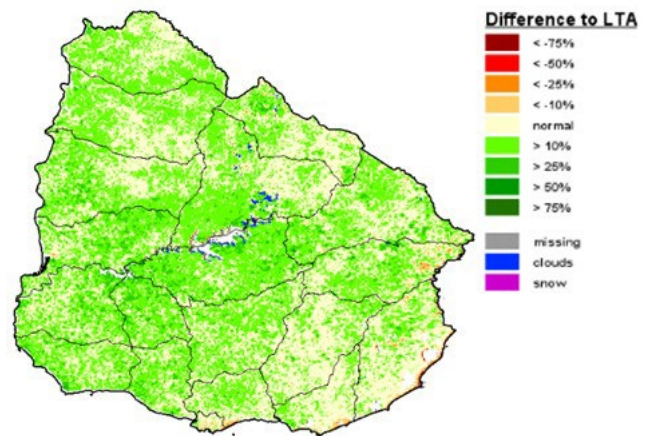 Difference to LTA
< -75%
< -50%
< -25%
< -10%
normal
> 10%
> 25%
> 50%
> 75%
missing
clouds
snow